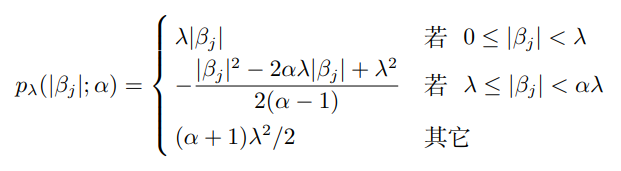 p_λ(|β_j|; α) = {
λ|β_j| 若 0 ≤ |β_j| < λ
−(|β_j|² − 2αλ|β_j| + λ²) / (2(α − 1)) 若 λ ≤ |β_j| < αλ
(α + 1)λ²/2 其它